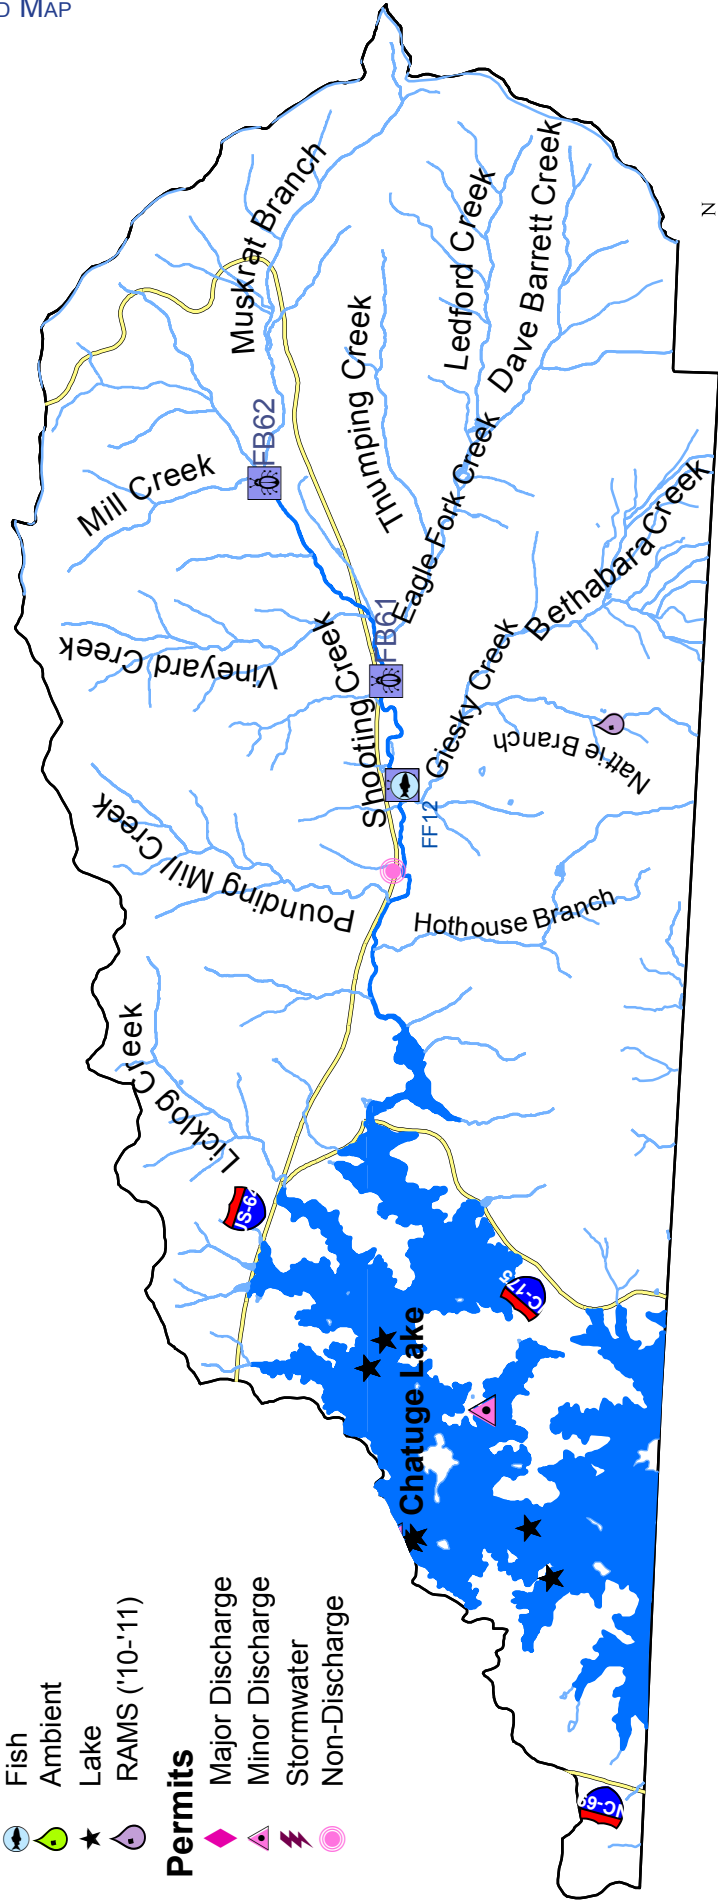 D MAP
Fish
Ambient
Lake
RAMS ('10-'11)
Permits
Major Discharge
Minor Discharge
Stormwater
Non-Discharge
Muskrat Branch
Ledford Creek
Dave Barrett Creek
Thumping Creek
Mill Creek
FB62
Eagle Fork Creek
Bethabara Creek
Vineyard Creek
FB61
Shooting Creek
Giesky Creek
Nattie Branch
FF12
Pounding Mill Creek
Hothouse Branch
Licklog Creek
US-64
C-175
Chatuge Lake
NC-69
N